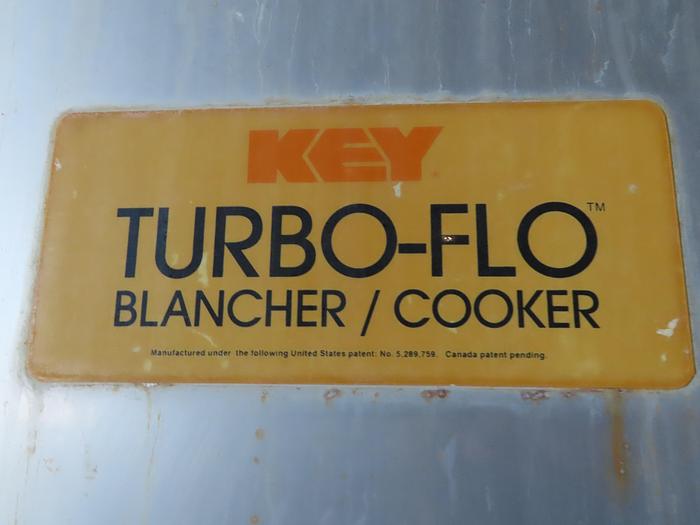 KEY
TURBO-FLO™
BLANCHER / COOKER
Manufactured under the following United States patent: No. 5,289,759. Canada patent pending.